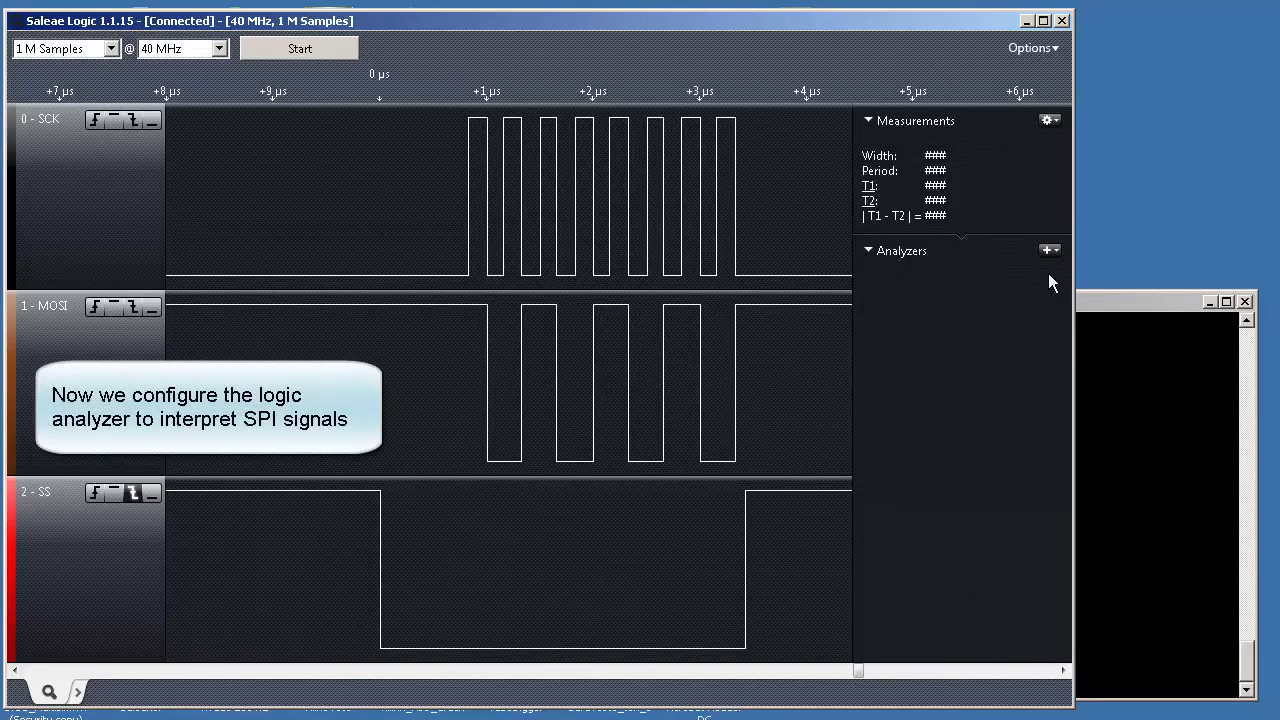 Saleae Logic 1.1.15 - [Connected] - [40 MHz, 1 M Samples]
1 M Samples @ 40 MHz Start Options
0 µs
+7 µs +8 µs +9 µs +1 µs +2 µs +3 µs +4 µs +5 µs +6 µs
0 - SCK
Measurements
Width: ###
Period: ###
T1: ###
T2: ###
| T1 - T2 | = ###
Analyzers
1 - MOSI
Now we configure the logic
analyzer to interpret SPI signals
2 - SS